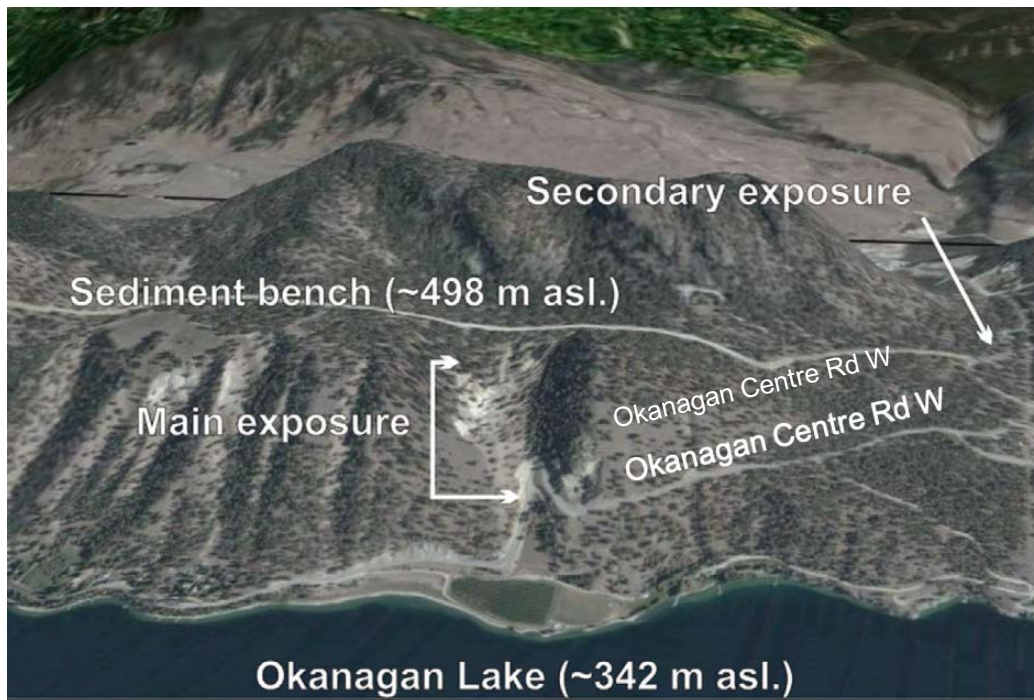 Secondary exposure
Sediment bench (~498 m asl.)
Okanagan Centre Rd W
Main exposure
Okanagan Centre Rd W
Okanagan Lake (~342 m asl.)